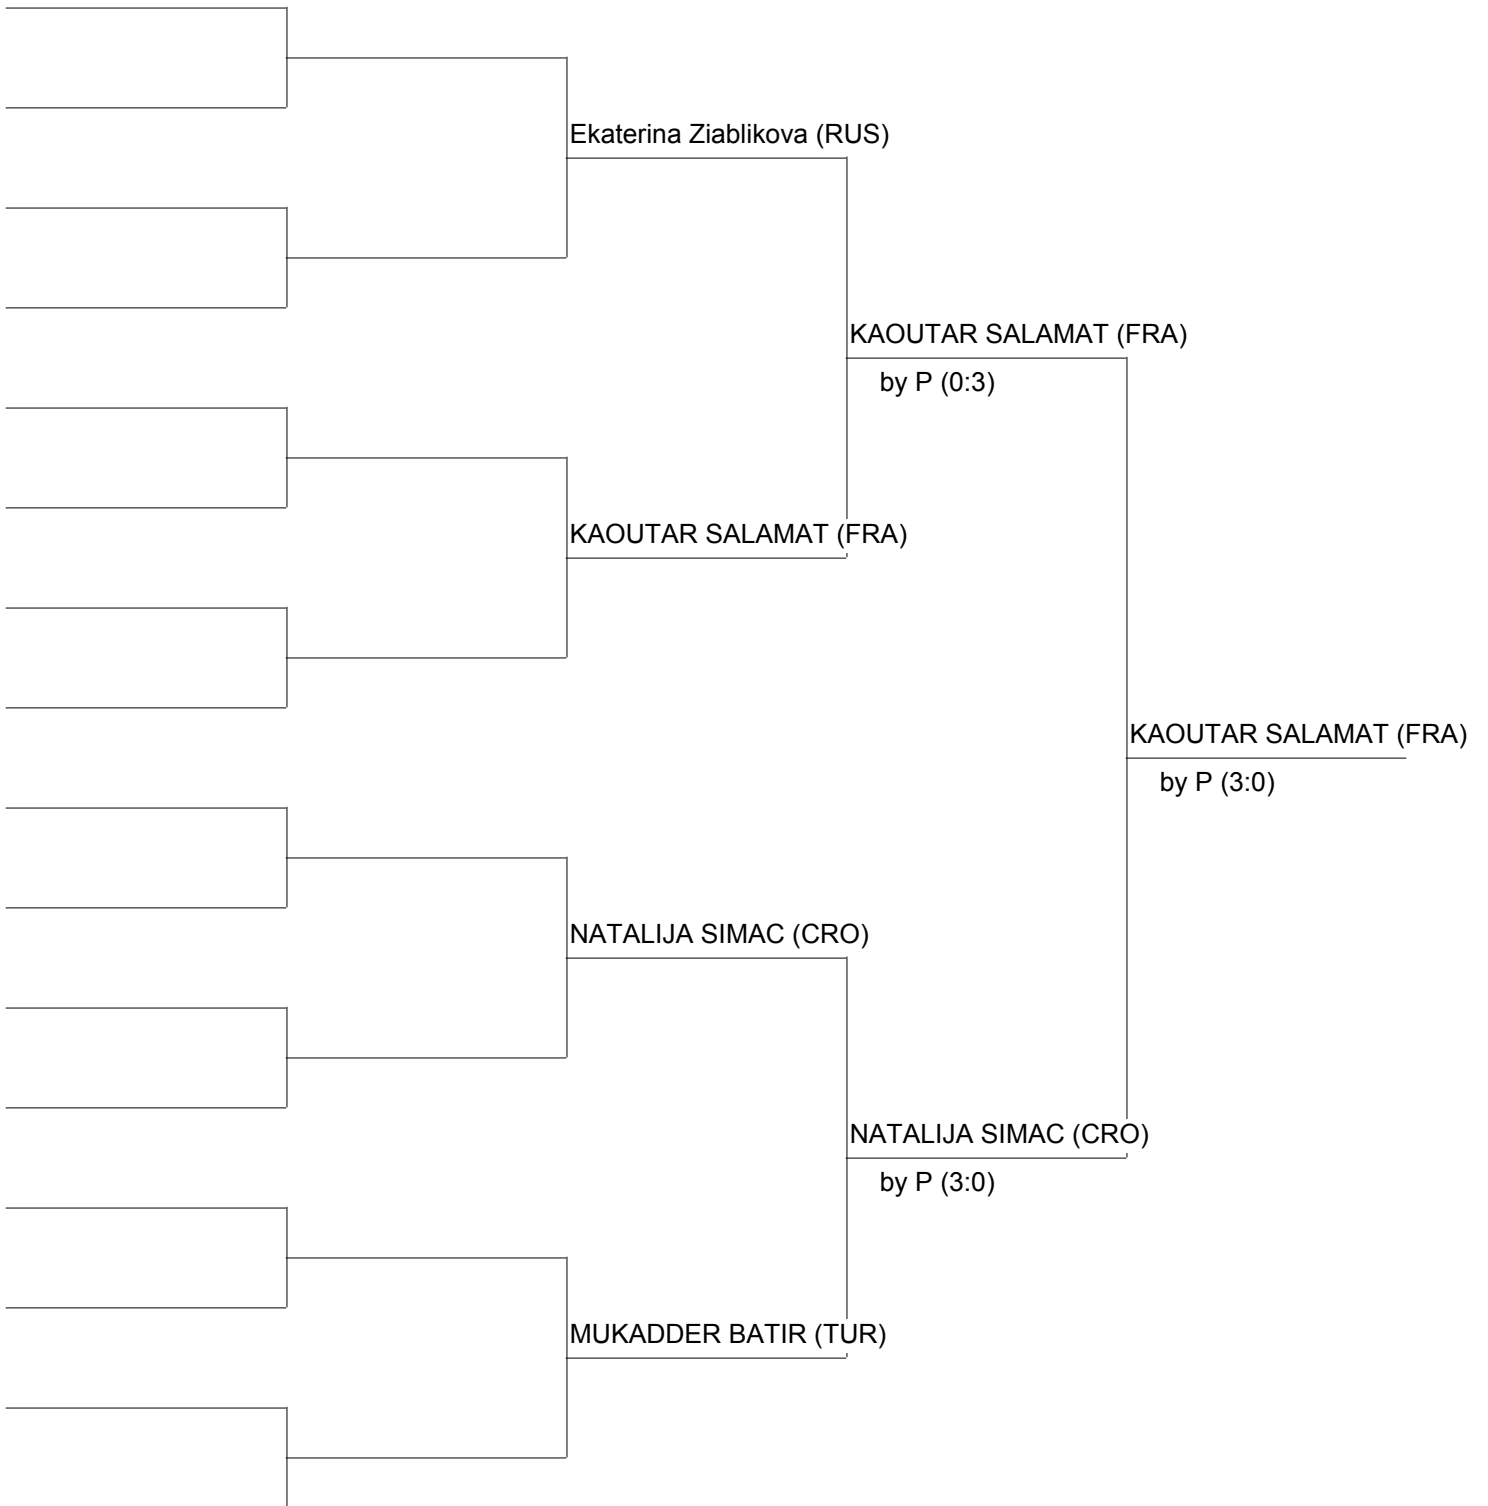 Ekaterina Ziablikova (RUS)
KAOUTAR SALAMAT (FRA)
by P (0:3)
KAOUTAR SALAMAT (FRA)
KAOUTAR SALAMAT (FRA)
by P (3:0)
NATALIJA SIMAC (CRO)
NATALIJA SIMAC (CRO)
by P (3:0)
MUKADDER BATIR (TUR)